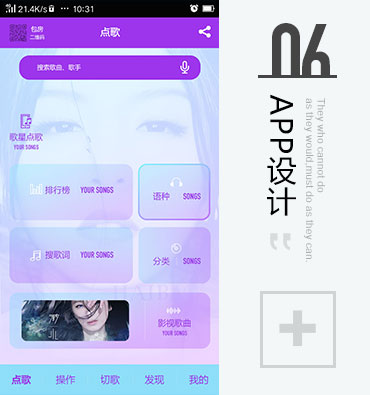 21.4K/s 10:31
包房
二维码
点歌
搜索歌曲、歌手
歌星点歌
YOUR SONGS
排行榜 YOUR SONGS
语种 SONGS
搜歌词 YOUR SONGS
分类 SONGS
影视歌曲
YOUR SONGS
点歌 操作 切歌 发现 我的
06
APP设计
They who cannot do
as they would,must do as they can.